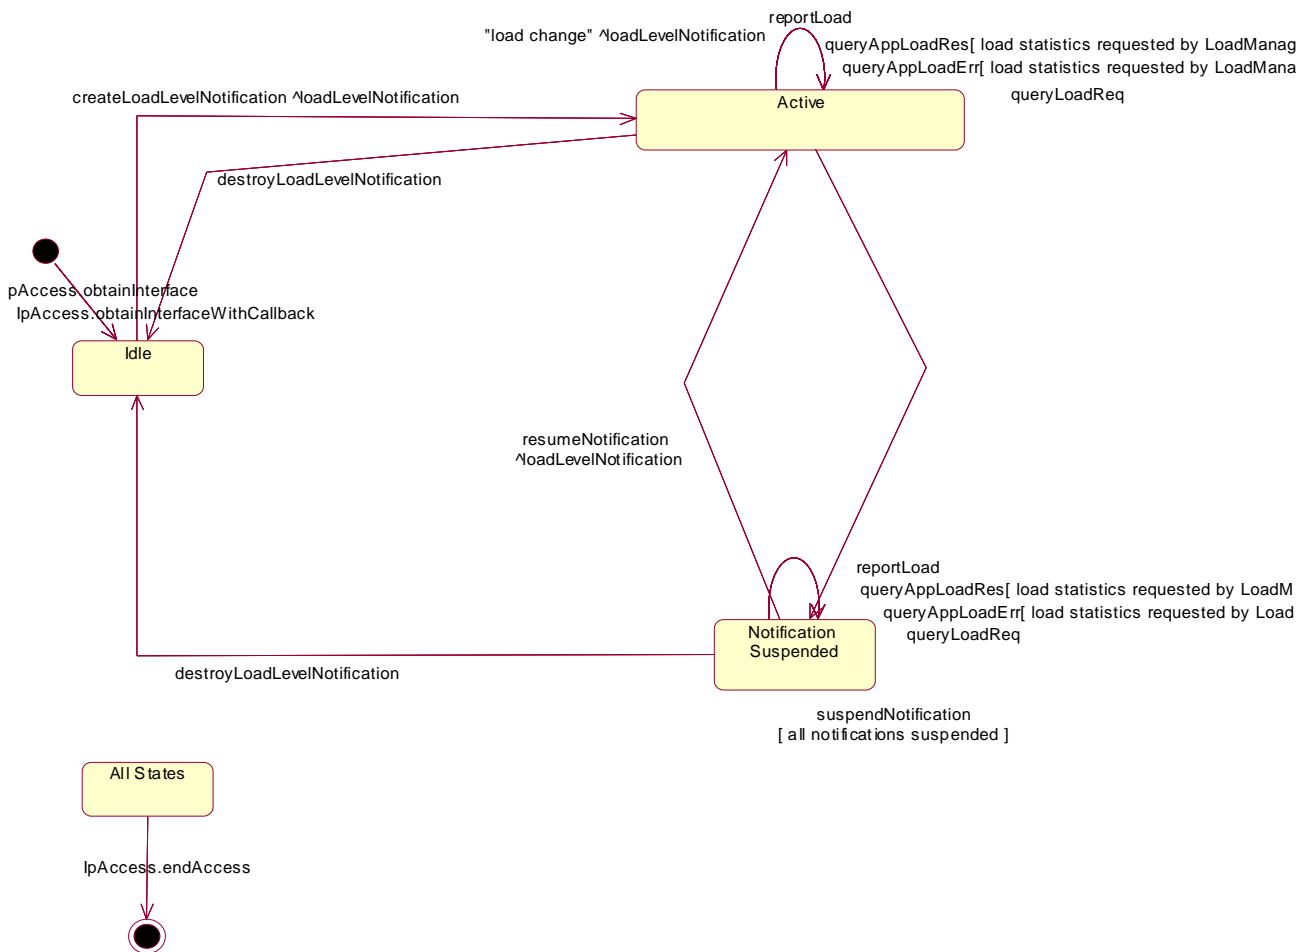 reportLoad
"load change" ^loadLevelNotification
queryAppLoadRes[ load statistics requested by LoadManag
queryAppLoadErr[ load statistics requested by LoadMana
queryLoadReq
Active
createLoadLevelNotification ^loadLevelNotification
destroyLoadLevelNotification
pAccess.obtainInterface
IpAccess.obtainInterfaceWithCallback
Idle
resumeNotification
^loadLevelNotification
reportLoad
queryAppLoadRes[ load statistics requested by LoadM
queryAppLoadErr[ load statistics requested by Load
queryLoadReq
Notification
Suspended
destroyLoadLevelNotification
suspendNotification
[ all notifications suspended ]
All States
IpAccess.endAccess